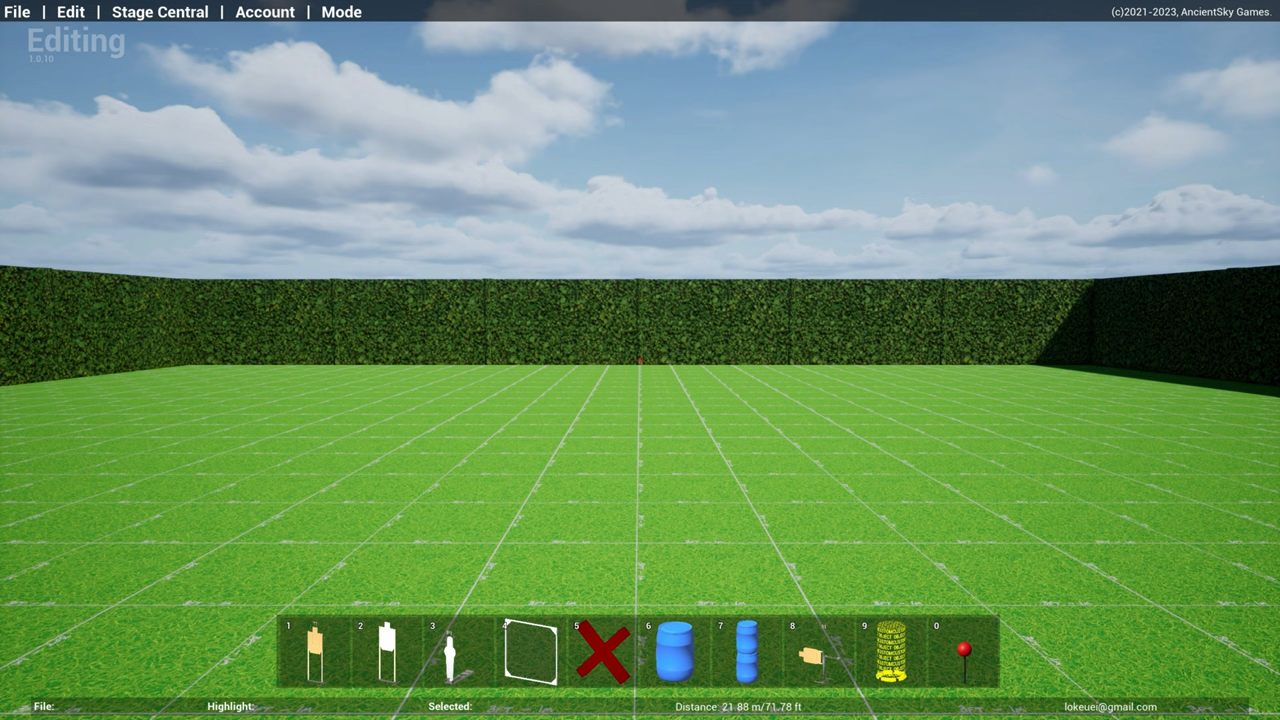 File | Edit | Stage Central | Account | Mode
(c)2021-2023, AncientSky Games.
Editing
1.0.10
1 2 3 4 5 6 7 8 9 0
File: Highlight: Selected: Distance: 21.88 m/71.78 ft lokeuei@gmail.com